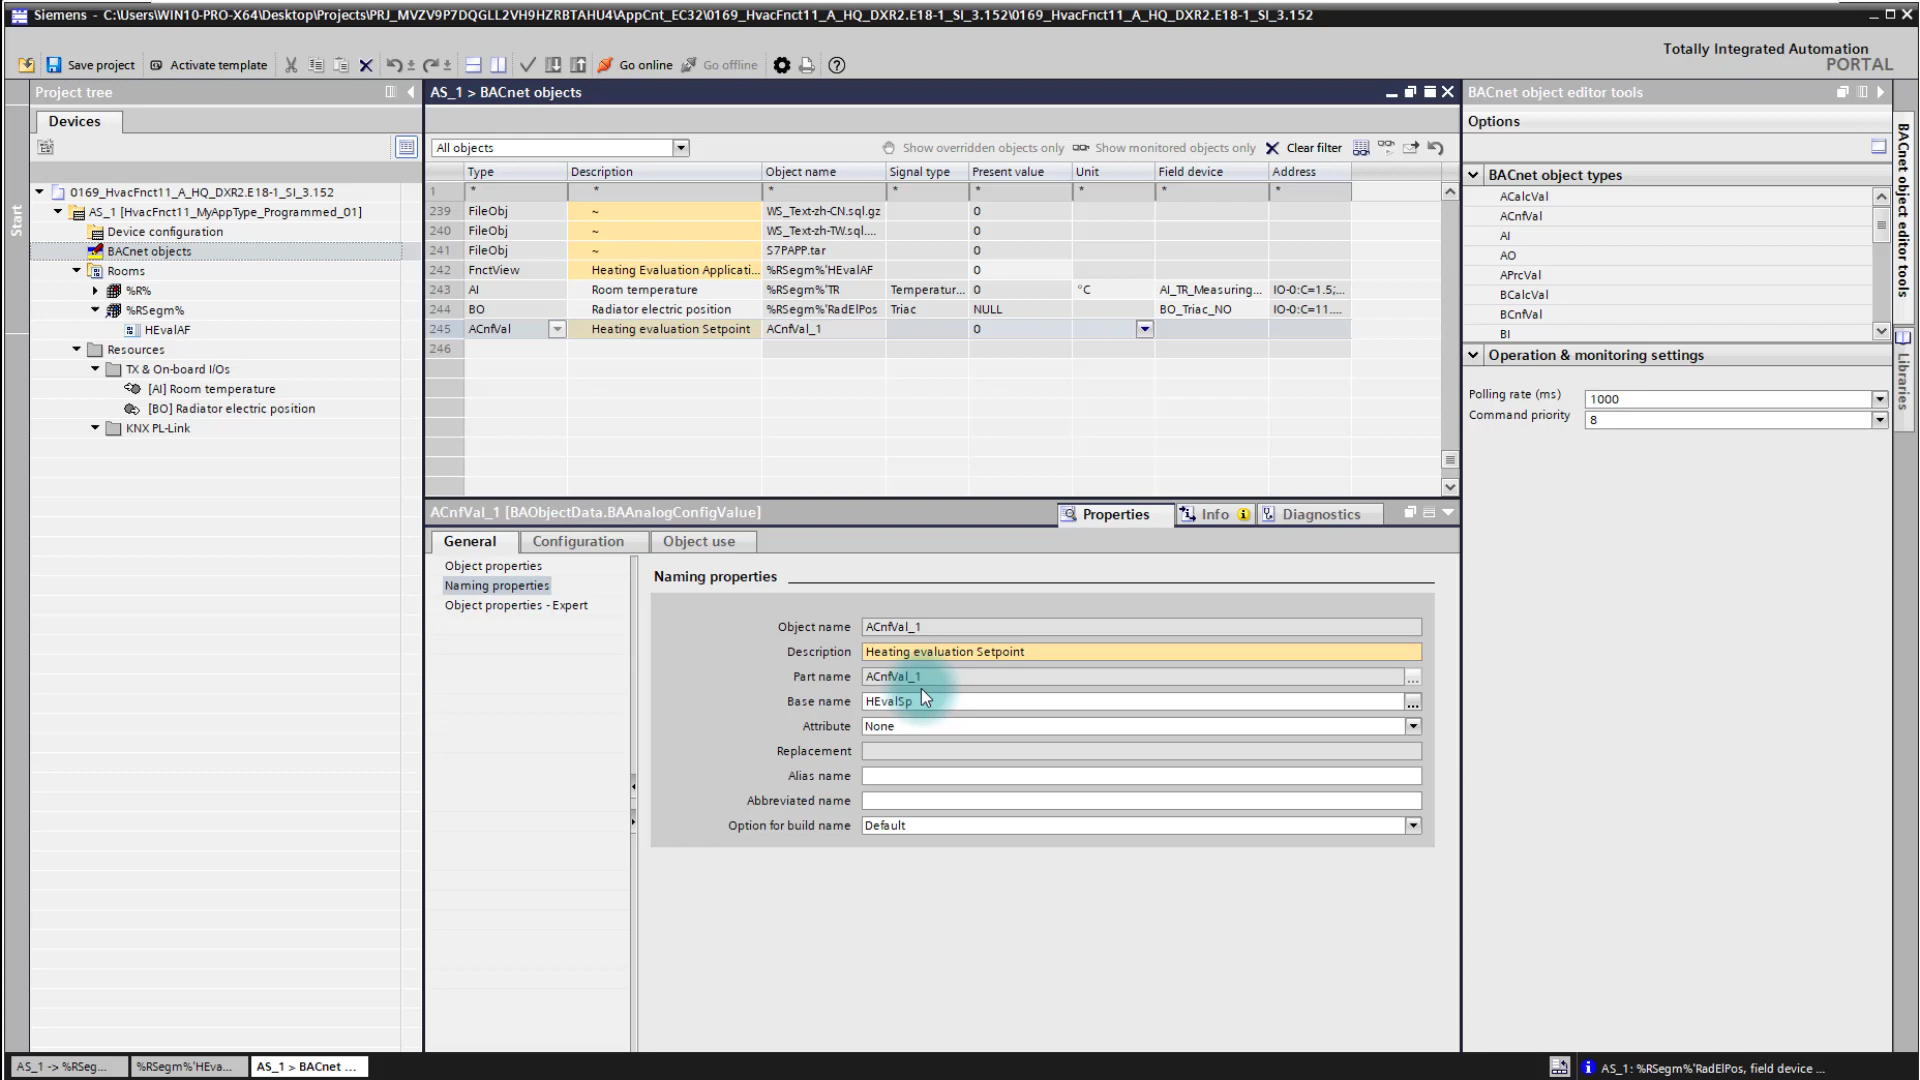 Siemens - C:\Users\WIN10-PRO-X64\Desktop\Projects\PRJ_MVZV9P7DQGLL2VH9HZRBTAHU4\AppCnt_EC32\0169_HvacFnct11_A_HQ_DXR2.E18-1_SI_3.152\0169_HvacFnct11_A_HQ_DXR2.E18-1_SI_3.152
Totally Integrated Automation
PORTAL
Save project Activate template Go online Go offline
Project tree
Devices
Start
0169_HvacFnct11_A_HQ_DXR2.E18-1_SI_3.152
AS_1 [HvacFnct11_MyAppType_Programmed_01]
Device configuration
BACnet objects
Rooms
%R%
%RSegm%
HEvalAF
Resources
TX & On-board I/Os
[AI] Room temperature
[BO] Radiator electric position
KNX PL-Link
AS_1 > BACnet objects
All objects Show overridden objects only Show monitored objects only Clear filter
Type Description Object name Signal type Present value Unit Field device Address
1 * * * * * * * *
239 FileObj ~ WS_Text-zh-CN.sql.gz 0
240 FileObj ~ WS_Text-zh-TW.sql.... 0
241 FileObj ~ S7PAPP.tar 0
242 FnctView Heating Evaluation Applicati... %RSegm%'HEvalAF 0
243 AI Room temperature %RSegm%'TR Temperatur... 0 °C AI_TR_Measuring... IO-0:C=1.5;...
244 BO Radiator electric position %RSegm%'RadElPos Triac NULL BO_Triac_NO IO-0:C=11....
245 ACnfVal Heating evaluation Setpoint ACnfVal_1 0
246
ACnfVal_1 [BAObjectData.BAAnalogConfigValue]
Properties Info Diagnostics
General Configuration Object use
Object properties
Naming properties
Object properties - Expert
Naming properties
Object name ACnfVal_1
Description Heating evaluation Setpoint
Part name ACnfVal_1 ...
Base name HEvalSp ...
Attribute None
Replacement
Alias name
Abbreviated name
Option for build name Default
BACnet object editor tools
Options
BACnet object types
ACalcVal
ACnfVal
AI
AO
APrcVal
BCalcVal
BCnfVal
BI
Operation & monitoring settings
Polling rate (ms) 1000
Command priority 8
BACnet object editor tools
Libraries
AS_1 -> %RSeg... %RSegm%'HEva... AS_1 > BACnet ...
AS_1: %RSegm%'RadElPos, field device ...